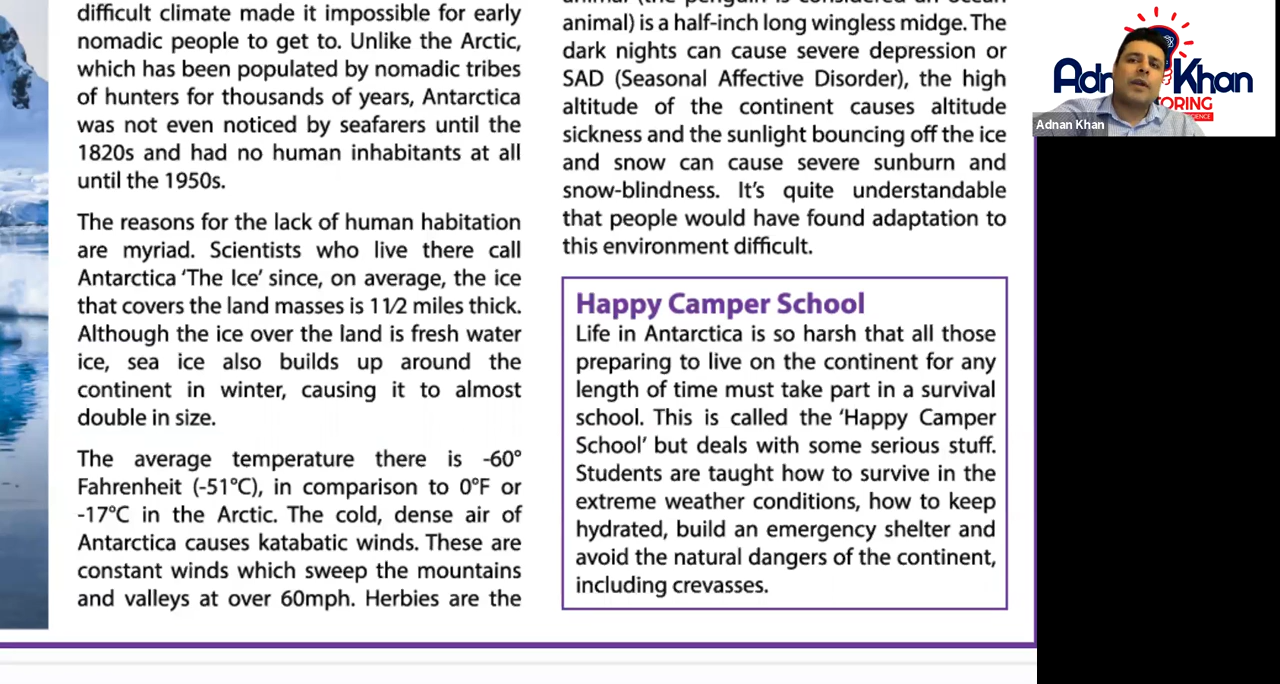 difficult climate made it impossible for early
nomadic people to get to. Unlike the Arctic,
which has been populated by nomadic tribes
of hunters for thousands of years, Antarctica
was not even noticed by seafarers until the
1820s and had no human inhabitants at all
until the 1950s.
The reasons for the lack of human habitation
are myriad. Scientists who live there call
Antarctica ‘The Ice’ since, on average, the ice
that covers the land masses is 11/2 miles thick.
Although the ice over the land is fresh water
ice, sea ice also builds up around the
continent in winter, causing it to almost
double in size.
The average temperature there is -60°
Fahrenheit (-51°C), in comparison to 0°F or
-17°C in the Arctic. The cold, dense air of
Antarctica causes katabatic winds. These are
constant winds which sweep the mountains
and valleys at over 60mph. Herbies are the
animal (the penguin is considered an ocean
animal) is a half-inch long wingless midge. The
dark nights can cause severe depression or
SAD (Seasonal Affective Disorder), the high
altitude of the continent causes altitude
sickness and the sunlight bouncing off the ice
and snow can cause severe sunburn and
snow-blindness. It’s quite understandable
that people would have found adaptation to
this environment difficult.
Happy Camper School
Life in Antarctica is so harsh that all those
preparing to live on the continent for any
length of time must take part in a survival
school. This is called the ‘Happy Camper
School’ but deals with some serious stuff.
Students are taught how to survive in the
extreme weather conditions, how to keep
hydrated, build an emergency shelter and
avoid the natural dangers of the continent,
including crevasses.
Khan
Adnan Khan